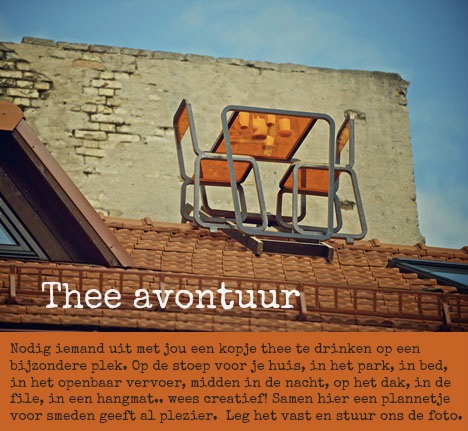 Thee avontuur
Nodig iemand uit met jou een kopje thee te drinken op een
bijzondere plek. Op de stoep voor je huis, in het park, in bed,
in het openbaar vervoer, midden in de nacht, op het dak, in de
file, in een hangmat.. wees creatief! Samen hier een plannetje
voor smeden geeft al plezier. Leg het vast en stuur ons de foto.